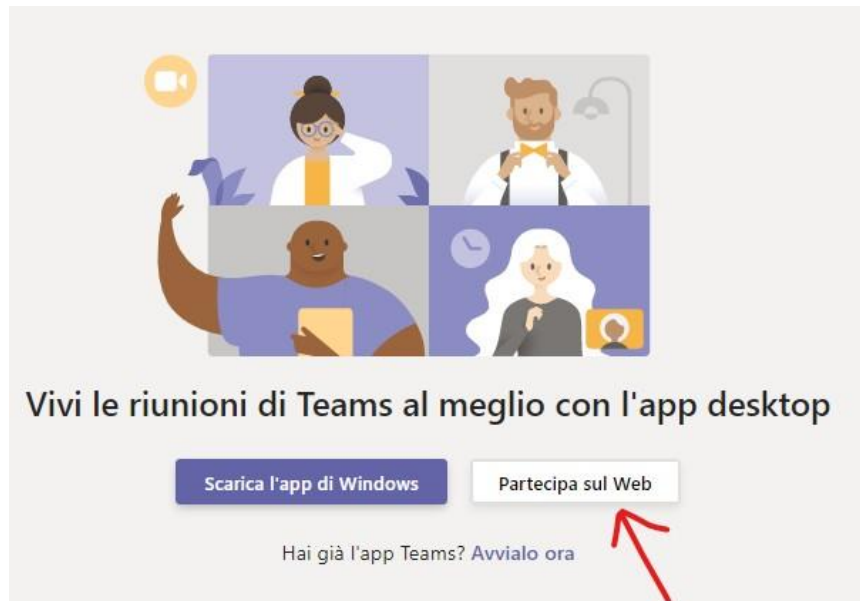 Vivi le riunioni di Teams al meglio con l'app desktop
Scarica l'app di Windows
Partecipa sul Web
Hai già l'app Teams? Avvialo ora